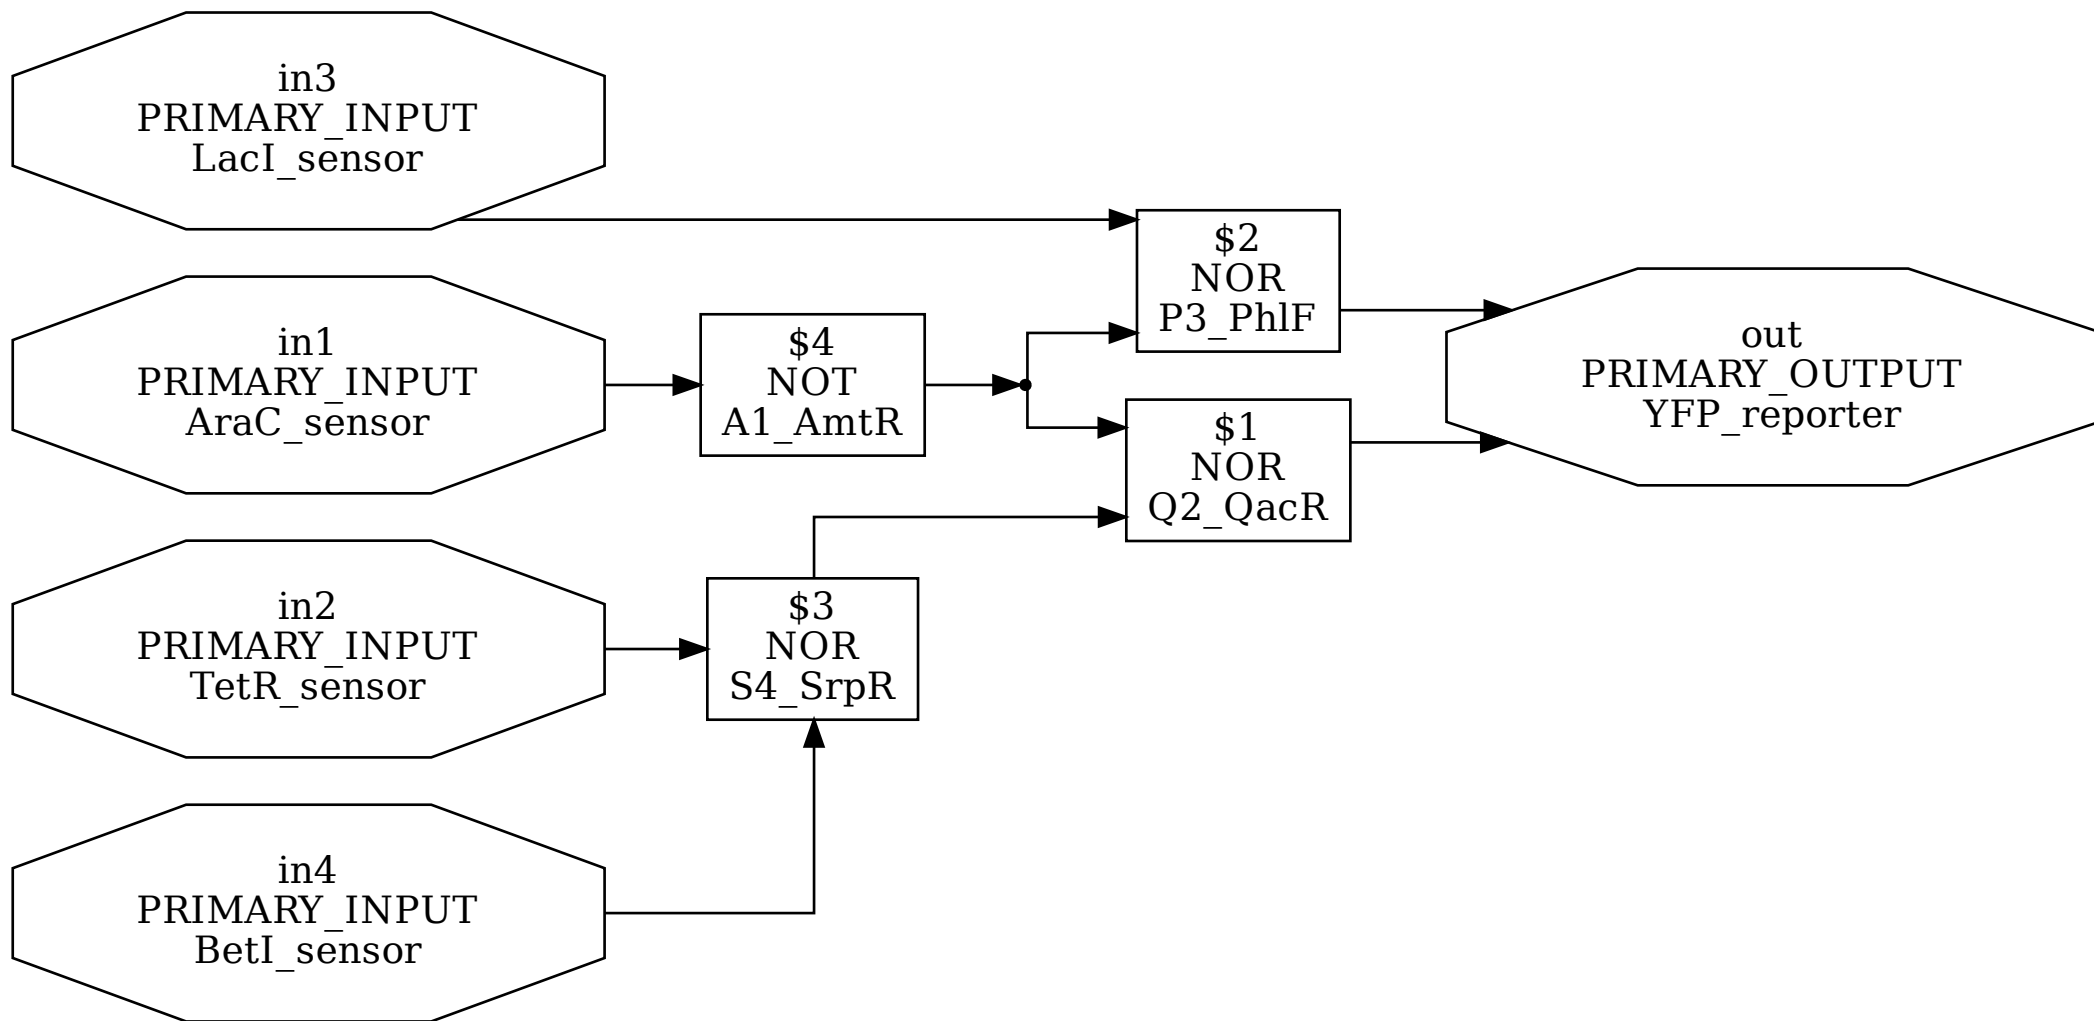 in3
PRIMARY_INPUT
LacI_sensor
in1
PRIMARY_INPUT
AraC_sensor
in2
PRIMARY_INPUT
TetR_sensor
in4
PRIMARY_INPUT
BetI_sensor
$4
NOT
A1_AmtR
$3
NOR
S4_SrpR
$2
NOR
P3_PhlF
$1
NOR
Q2_QacR
out
PRIMARY_OUTPUT
YFP_reporter